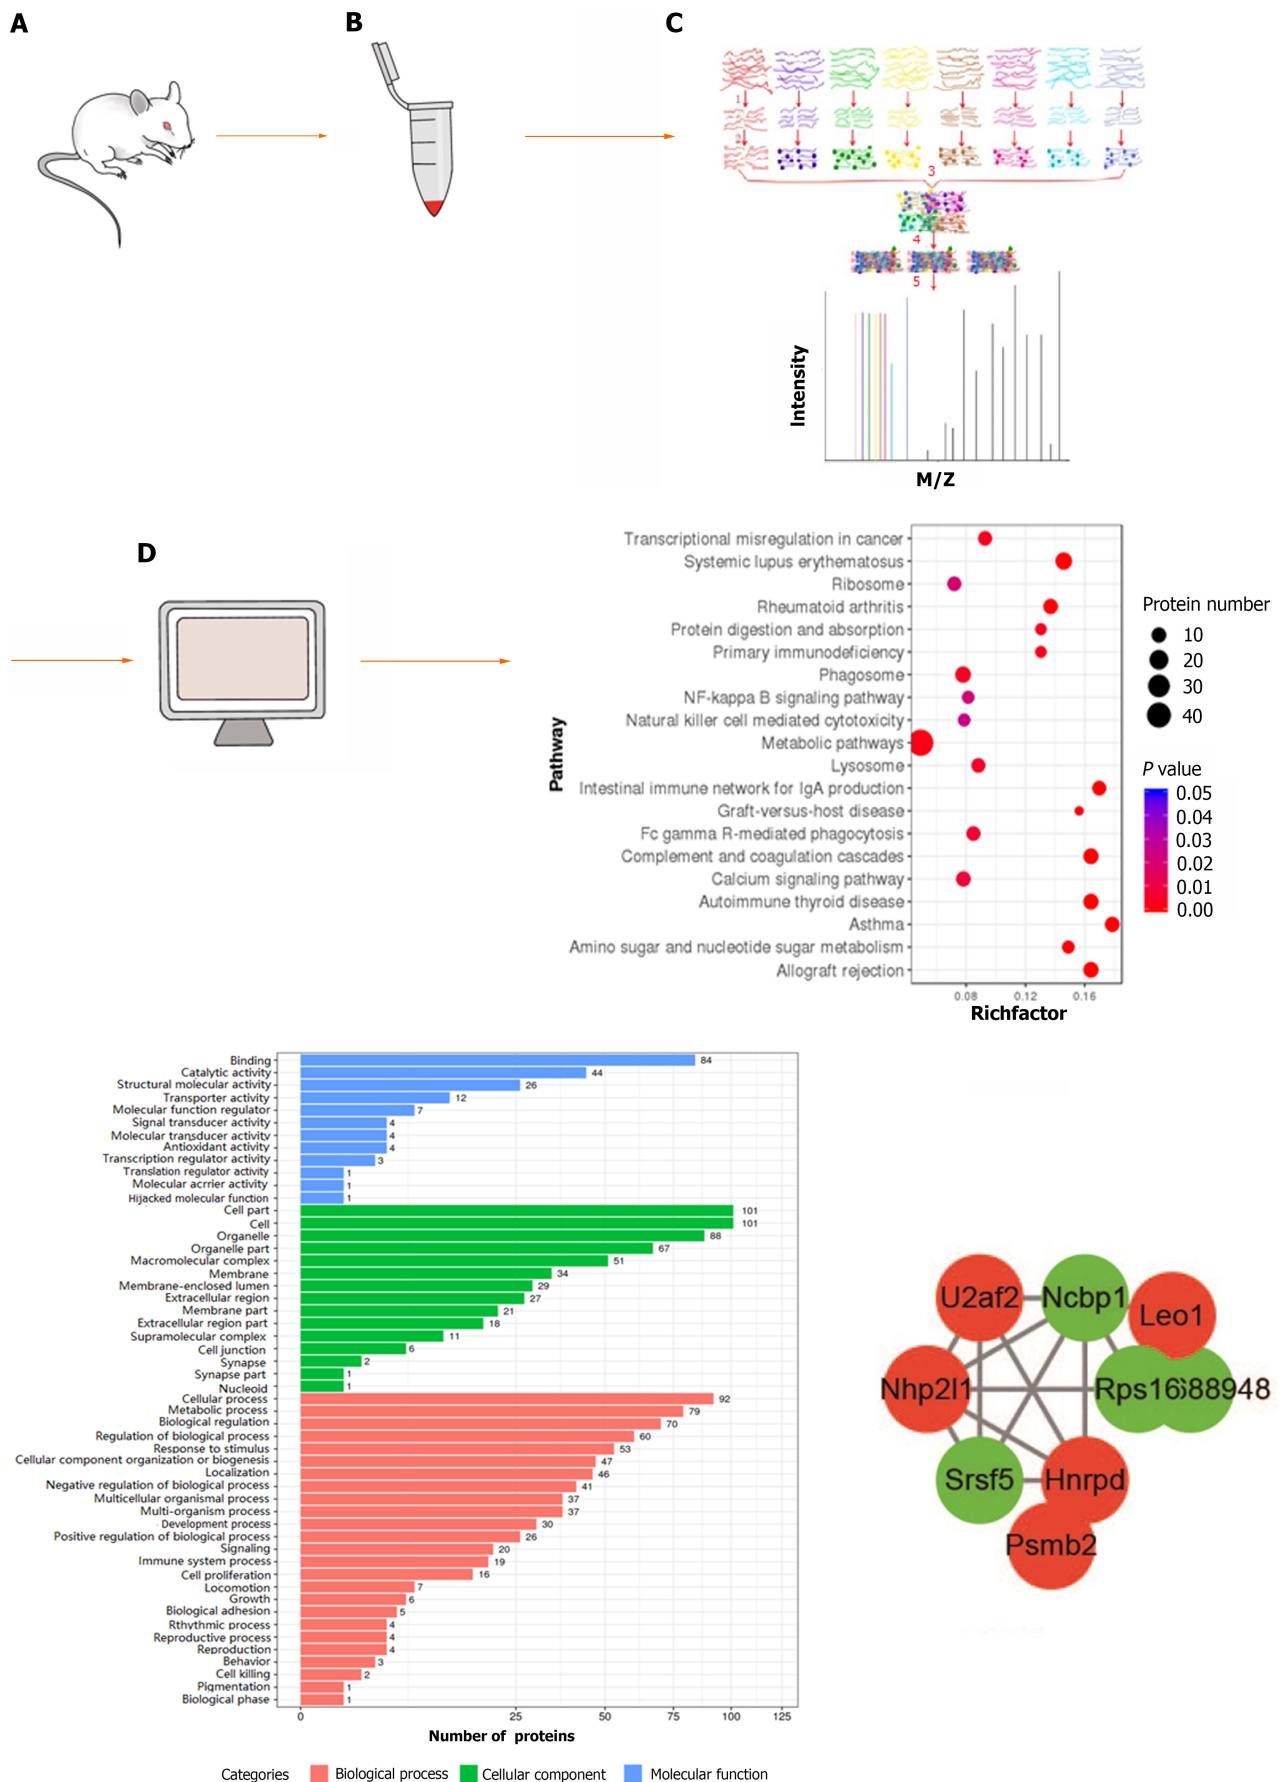 A
B
C
1
2
3
4
5
Intensity
M/Z
D
Pathway
Transcriptional misregulation in cancer
Systemic lupus erythematosus
Ribosome
Rheumatoid arthritis
Protein digestion and absorption
Primary immunodeficiency
Phagosome
NF-kappa B signaling pathway
Natural killer cell mediated cytotoxicity
Metabolic pathways
Lysosome
Intestinal immune network for IgA production
Graft-versus-host disease
Fc gamma R-mediated phagocytosis
Complement and coagulation cascades
Calcium signaling pathway
Autoimmune thyroid disease
Asthma
Amino sugar and nucleotide sugar metabolism
Allograft rejection
0.08 0.12 0.16
Richfactor
Protein number
10
20
30
40
P value
0.05
0.04
0.03
0.02
0.01
0.00
Binding 84
Catalytic activity 44
Structural molecular activity 26
Transporter activity 12
Molecular function regulator 7
Signal transducer activity 4
Molecular transducer activity 4
Antioxidant activity 4
Transcription regulator activity 3
Translation regulator activity 1
Molecular acrrier activity 1
Hijacked molecular function 1
Cell part 101
Cell 101
Organelle 88
Organelle part 67
Macromolecular complex 51
Membrane 34
Membrane-enclosed lumen 29
Extracellular region 27
Membrane part 21
Extracellular region part 18
Supramolecular complex 11
Cell junction 6
Synapse 2
Synapse part 1
Nucleoid 1
Cellular process 92
Metabolic process 79
Biological regulation 70
Regulation of biological process 60
Response to stimulus 53
Cellular component organization or biogenesis 47
Localization 46
Negative regulation of biological process 41
Multicellular organismal process 37
Multi-organism process 37
Development process 30
Positive regulation of biological process 26
Signaling 20
Immune system process 19
Cell proliferation 16
Locomotion 7
Growth 6
Biological adhesion 5
Rthythmic process 4
Reproductive process 4
Reproduction 4
Behavior 3
Cell killing 2
Pigmentation 1
Biological phase 1
0 25 50 75 100 125
Number of proteins
Categories Biological process Cellular component Molecular function
U2af2 Ncbp1
Leo1
Nhp2l1 Rps16 688948
Srsf5 Hnrpd
Psmb2